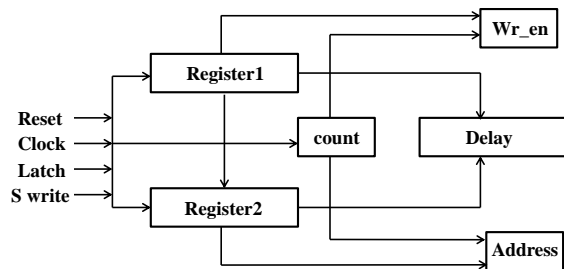 Wr_en
Register1
Reset
Clock
count
Delay
Latch
S write
Register2
Address